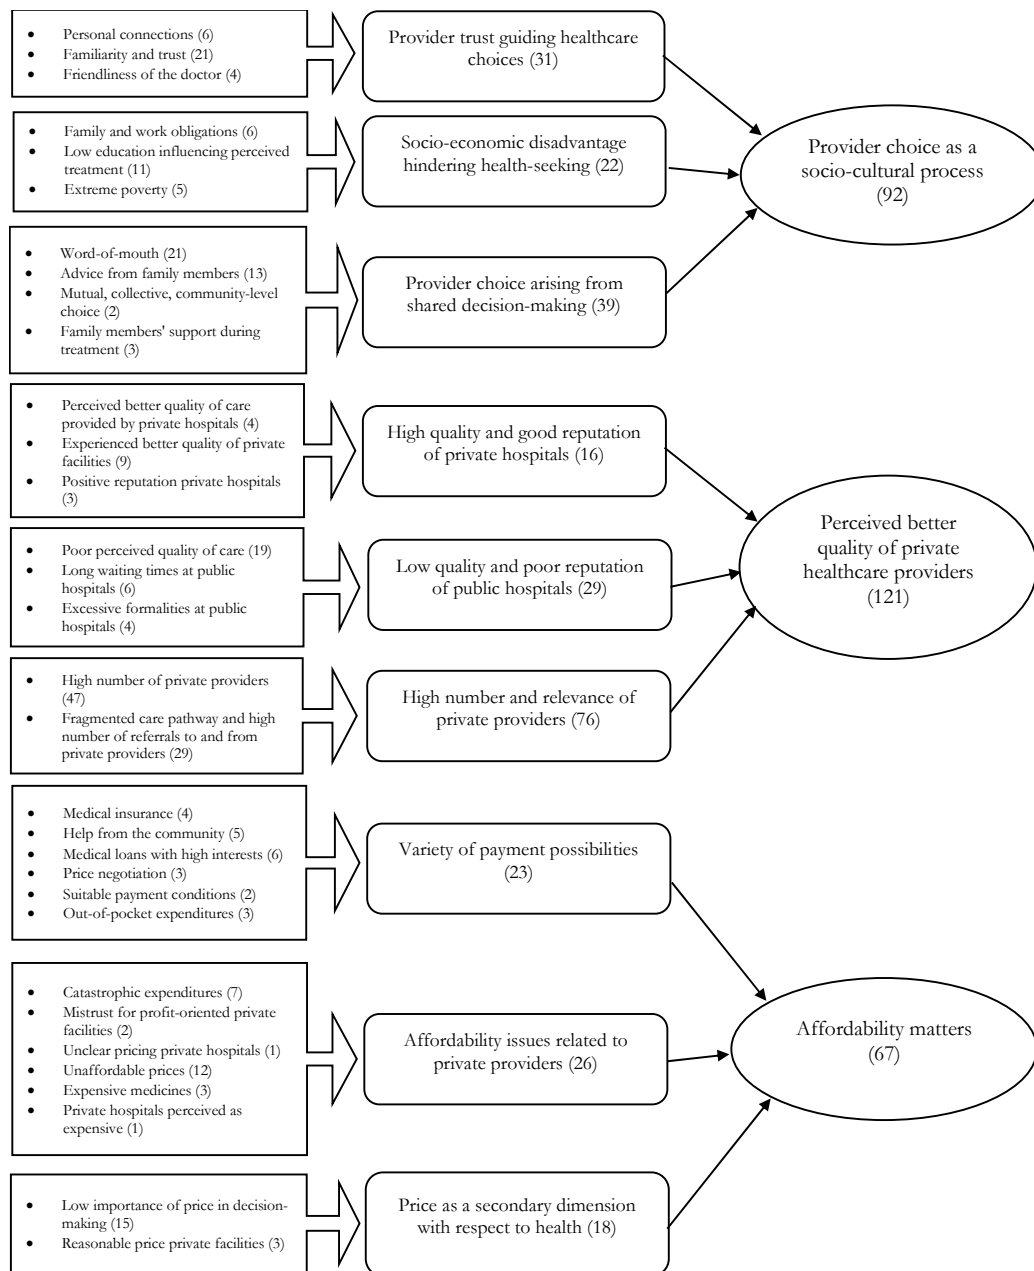 • Personal connections (6)
• Familiarity and trust (21)
• Friendliness of the doctor (4)
Provider trust guiding healthcare
choices (31)
• Family and work obligations (6)
• Low education influencing perceived
treatment (11)
• Extreme poverty (5)
Socio-economic disadvantage
hindering health-seeking (22)
Provider choice as a
socio-cultural process
(92)
• Word-of-mouth (21)
• Advice from family members (13)
• Mutual, collective, community-level
choice (2)
• Family members' support during
treatment (3)
Provider choice arising from
shared decision-making (39)
• Perceived better quality of care
provided by private hospitals (4)
• Experienced better quality of private
facilities (9)
• Positive reputation private hospitals
(3)
High quality and good reputation
of private hospitals (16)
• Poor perceived quality of care (19)
• Long waiting times at public
hospitals (6)
• Excessive formalities at public
hospitals (4)
Low quality and poor reputation
of public hospitals (29)
Perceived better
quality of private
healthcare providers
(121)
• High number of private providers
(47)
• Fragmented care pathway and high
number of referrals to and from
private providers (29)
High number and relevance of
private providers (76)
• Medical insurance (4)
• Help from the community (5)
• Medical loans with high interests (6)
• Price negotiation (3)
• Suitable payment conditions (2)
• Out-of-pocket expenditures (3)
Variety of payment possibilities
(23)
• Catastrophic expenditures (7)
• Mistrust for profit-oriented private
facilities (2)
• Unclear pricing private hospitals (1)
• Unaffordable prices (12)
• Expensive medicines (3)
• Private hospitals perceived as
expensive (1)
Affordability issues related to
private providers (26)
Affordability matters
(67)
• Low importance of price in decision-
making (15)
• Reasonable price private facilities (3)
Price as a secondary dimension
with respect to health (18)